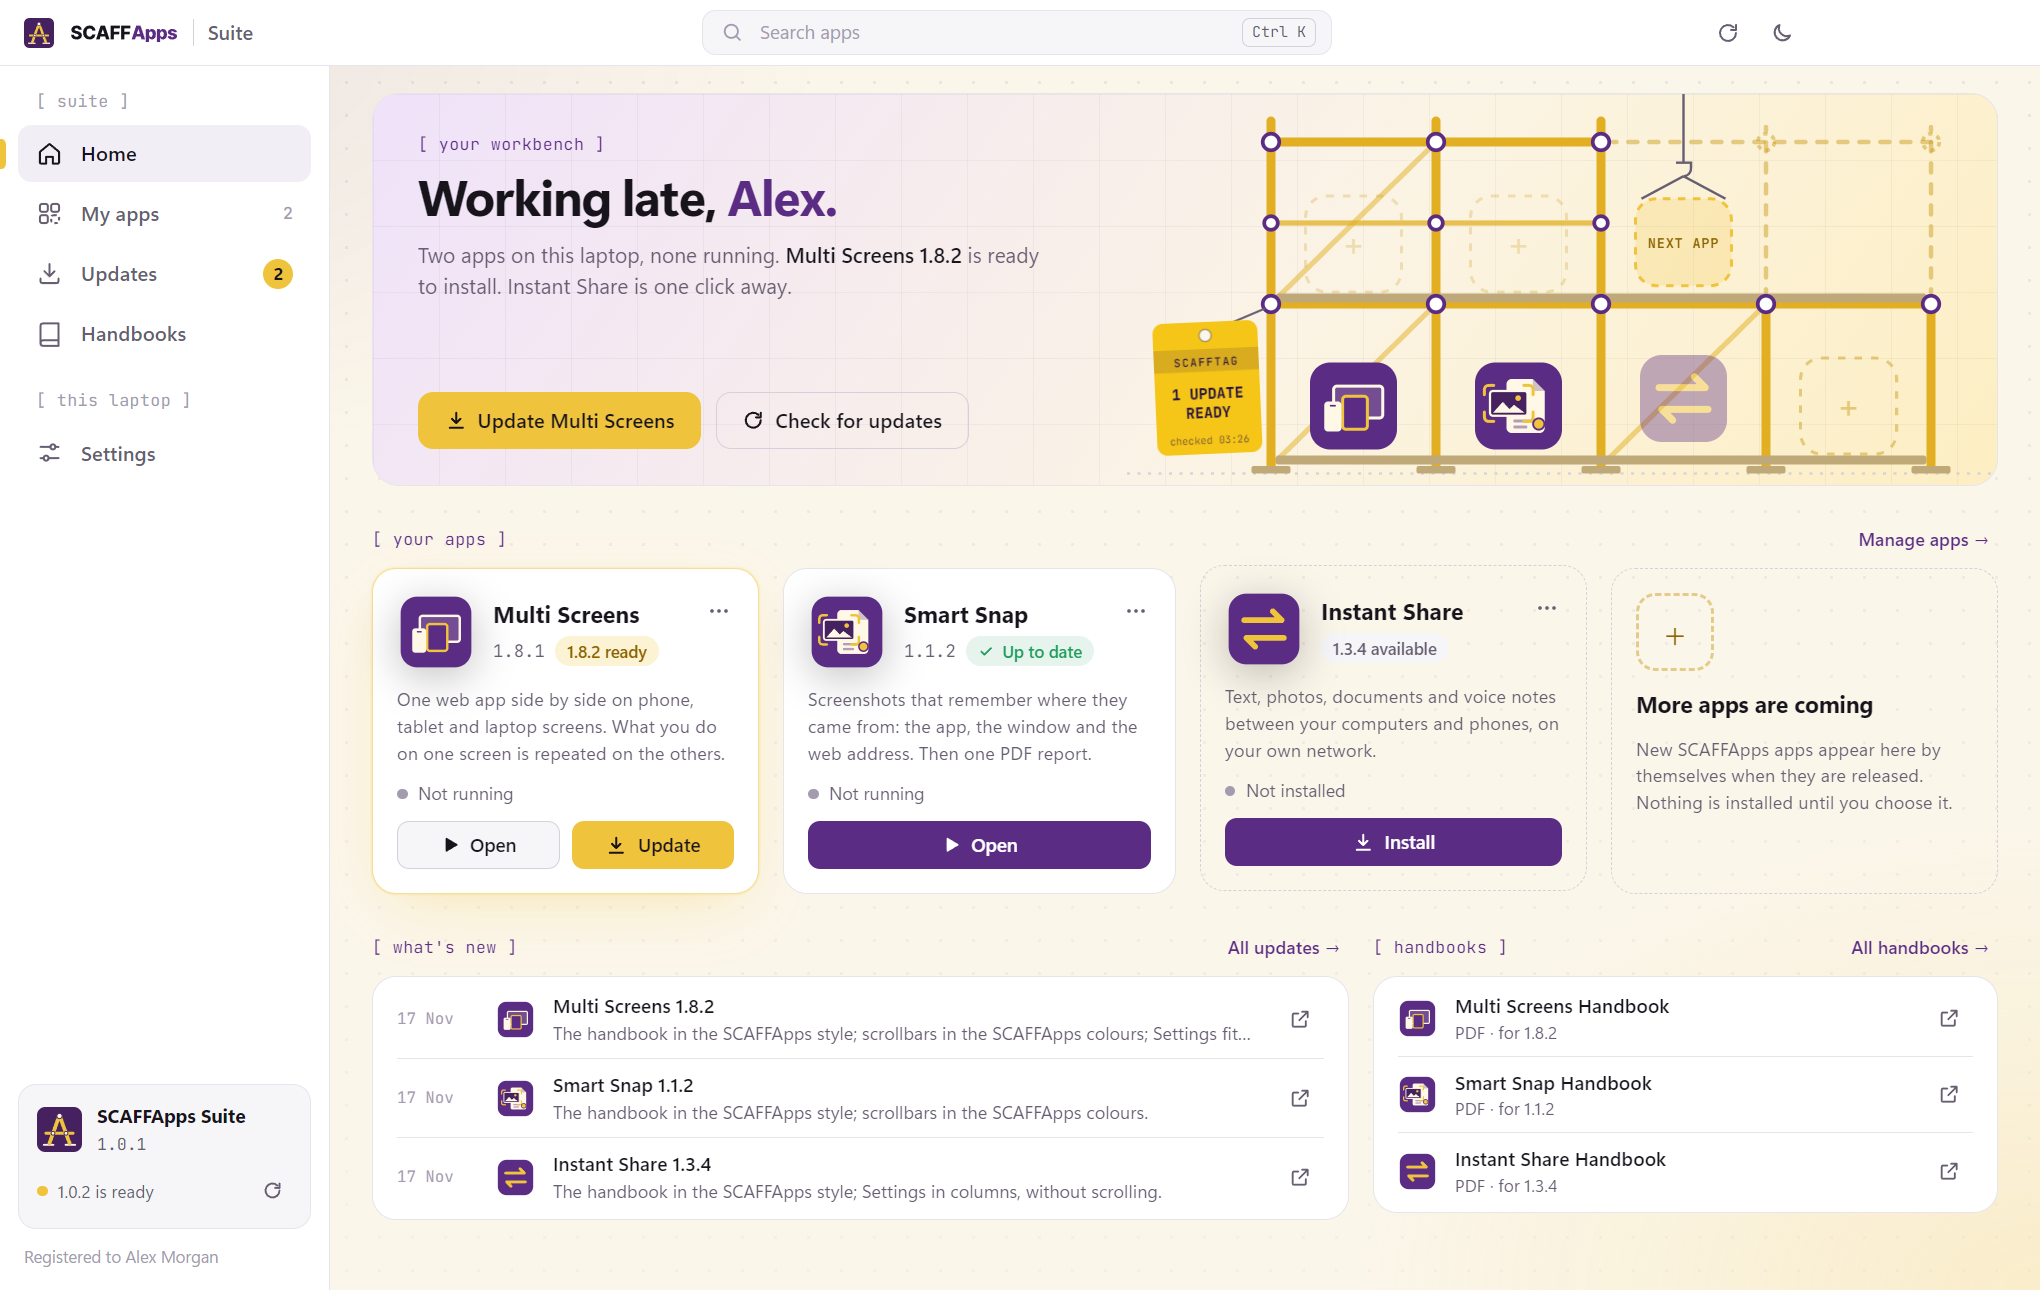 SCAFFApps Suite
Search apps
Ctrl K
[ suite ]
Home
My apps 2
Updates 2
Handbooks
[ this laptop ]
Settings
SCAFFApps Suite
1.0.1
1.0.2 is ready
Registered to Alex Morgan
[ your workbench ]
Working late, Alex.
Two apps on this laptop, none running. Multi Screens 1.8.2 is ready
to install. Instant Share is one click away.
Update Multi Screens
Check for updates
NEXT APP
SCAFFTAG
1 UPDATE
READY
checked 03:26
[ your apps ]
Manage apps →
Multi Screens
1.8.1 1.8.2 ready
One web app side by side on phone,
tablet and laptop screens. What you do
on one screen is repeated on the others.
Not running
Open
Update
Smart Snap
1.1.2 Up to date
Screenshots that remember where they
came from: the app, the window and the
web address. Then one PDF report.
Not running
Open
Instant Share
1.3.4 available
Text, photos, documents and voice notes
between your computers and phones, on
your own network.
Not installed
Install
More apps are coming
New SCAFFApps apps appear here by
themselves when they are released.
Nothing is installed until you choose it.
[ what's new ]
All updates →
17 Nov
Multi Screens 1.8.2
The handbook in the SCAFFApps style; scrollbars in the SCAFFApps colours; Settings fit...
17 Nov
Smart Snap 1.1.2
The handbook in the SCAFFApps style; scrollbars in the SCAFFApps colours.
17 Nov
Instant Share 1.3.4
The handbook in the SCAFFApps style; Settings in columns, without scrolling.
[ handbooks ]
All handbooks →
Multi Screens Handbook
PDF · for 1.8.2
Smart Snap Handbook
PDF · for 1.1.2
Instant Share Handbook
PDF · for 1.3.4